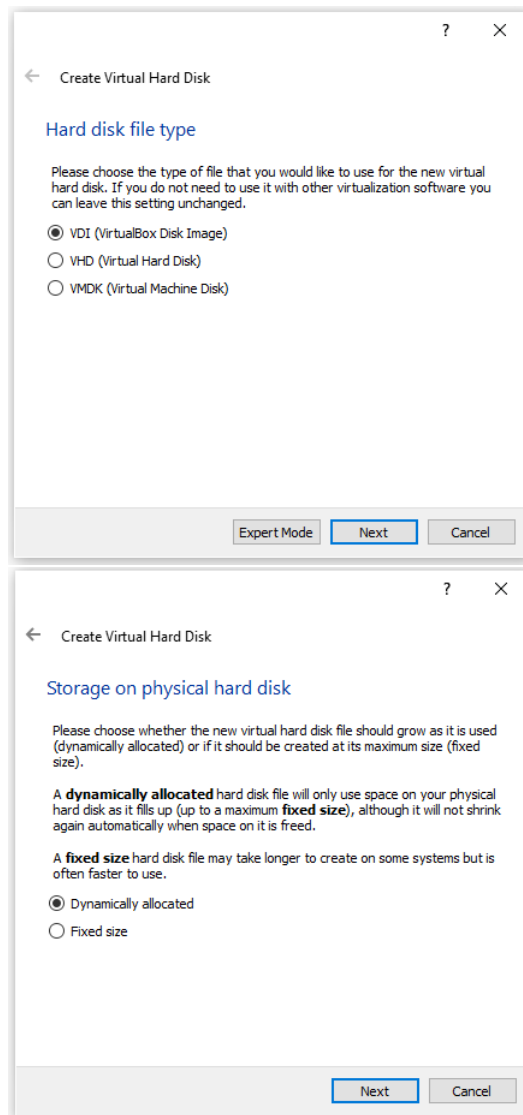 ?
Create Virtual Hard Disk
Hard disk file type
Please choose the type of file that you would like to use for the new virtual
hard disk. If you do not need to use it with other virtualization software you
can leave this setting unchanged.
VDI (VirtualBox Disk Image)
VHD (Virtual Hard Disk)
VMDK (Virtual Machine Disk)
Expert Mode Next Cancel
?
Create Virtual Hard Disk
Storage on physical hard disk
Please choose whether the new virtual hard disk file should grow as it is used
(dynamically allocated) or if it should be created at its maximum size (fixed
size).
A dynamically allocated hard disk file will only use space on your physical
hard disk as it fills up (up to a maximum fixed size), although it will not shrink
again automatically when space on it is freed.
A fixed size hard disk file may take longer to create on some systems but is
often faster to use.
Dynamically allocated
Fixed size
Next Cancel